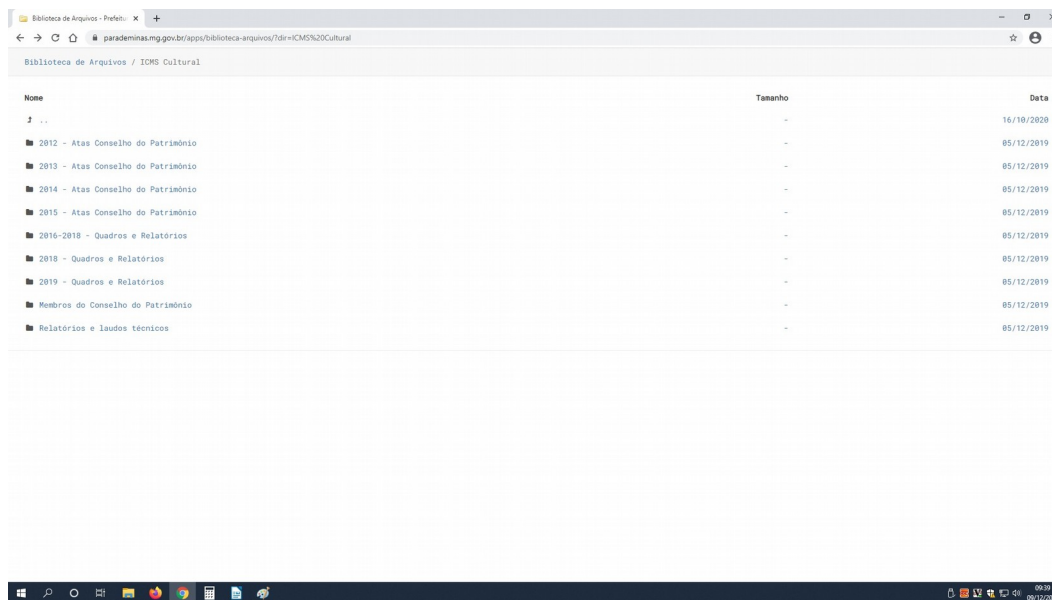 Biblioteca de Arquivos - Prefeitu
parademinas.mg.gov.br/apps/biblioteca-arquivos/?dir=ICMS%20Cultural
Biblioteca de Arquivos / ICMS Cultural
Nome Tamanho Data
.. - 16/10/2020
2012 - Atas Conselho do Patrimônio - 05/12/2019
2013 - Atas Conselho do Patrimônio - 05/12/2019
2014 - Atas Conselho do Patrimônio - 05/12/2019
2015 - Atas Conselho do Patrimônio - 05/12/2019
2016-2018 - Quadros e Relatórios - 05/12/2019
2018 - Quadros e Relatórios - 05/12/2019
2019 - Quadros e Relatórios - 05/12/2019
Membros do Conselho do Patrimônio - 05/12/2019
Relatórios e laudos técnicos - 05/12/2019
09:39
09/12/20